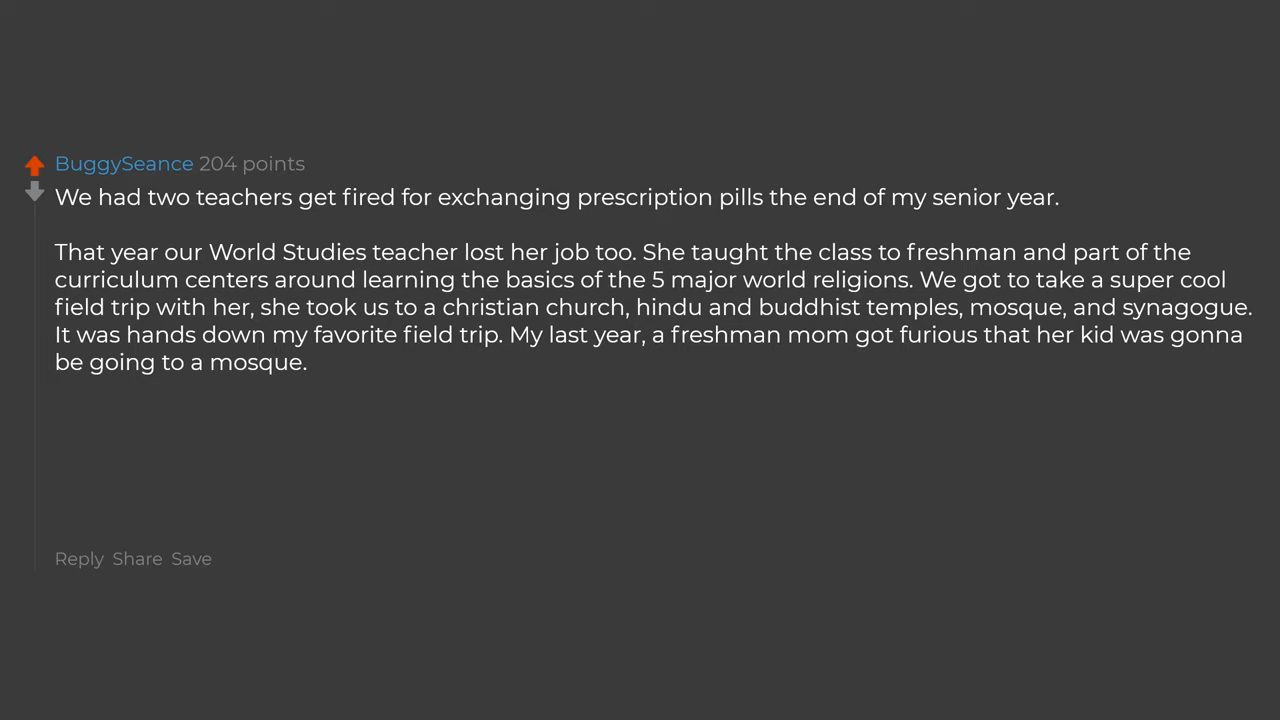 BuggySeance 204 points
We had two teachers get fired for exchanging prescription pills the end of my senior year.
That year our World Studies teacher lost her job too. She taught the class to freshman and part of the
curriculum centers around learning the basics of the 5 major world religions. We got to take a super cool
field trip with her, she took us to a christian church, hindu and buddhist temples, mosque, and synagogue.
It was hands down my favorite field trip. My last year, a freshman mom got furious that her kid was gonna
be going to a mosque.
Reply Share Save